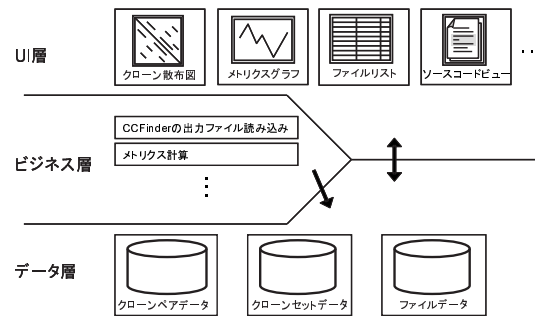 UI層
クローン散布図
メトリクスグラフ
ファイルリスト
ソースコードビュー
‥
ビジネス層
CCFinderの出力ファイル読み込み
メトリクス計算
⋮
データ層
クローンペアデータ
クローンセットデータ
ファイルデータ